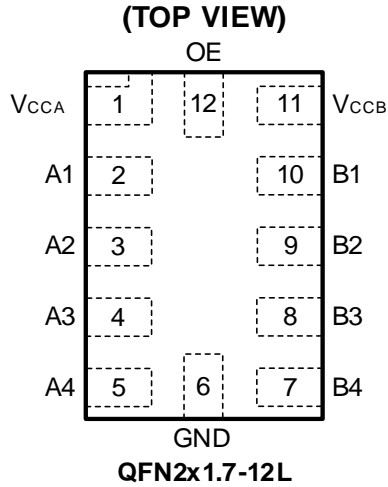 (TOP VIEW)
OE
VCCA 1 12 11 VCCB
A1 2 10 B1
A2 3 9 B2
A3 4 8 B3
A4 5 6 7 B4
GND
QFN2x1.7-12L